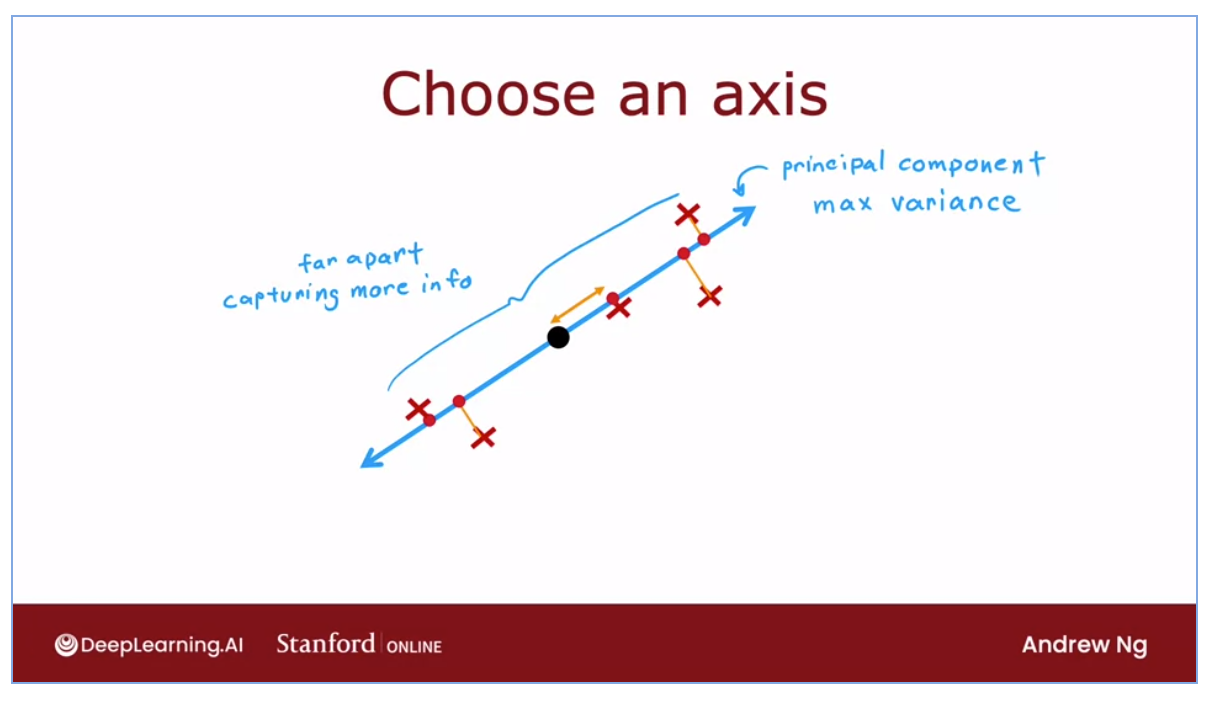 Choose an axis
principal component
max variance
far apart
capturing more info
DeepLearning.AI
Stanford | ONLINE
Andrew Ng